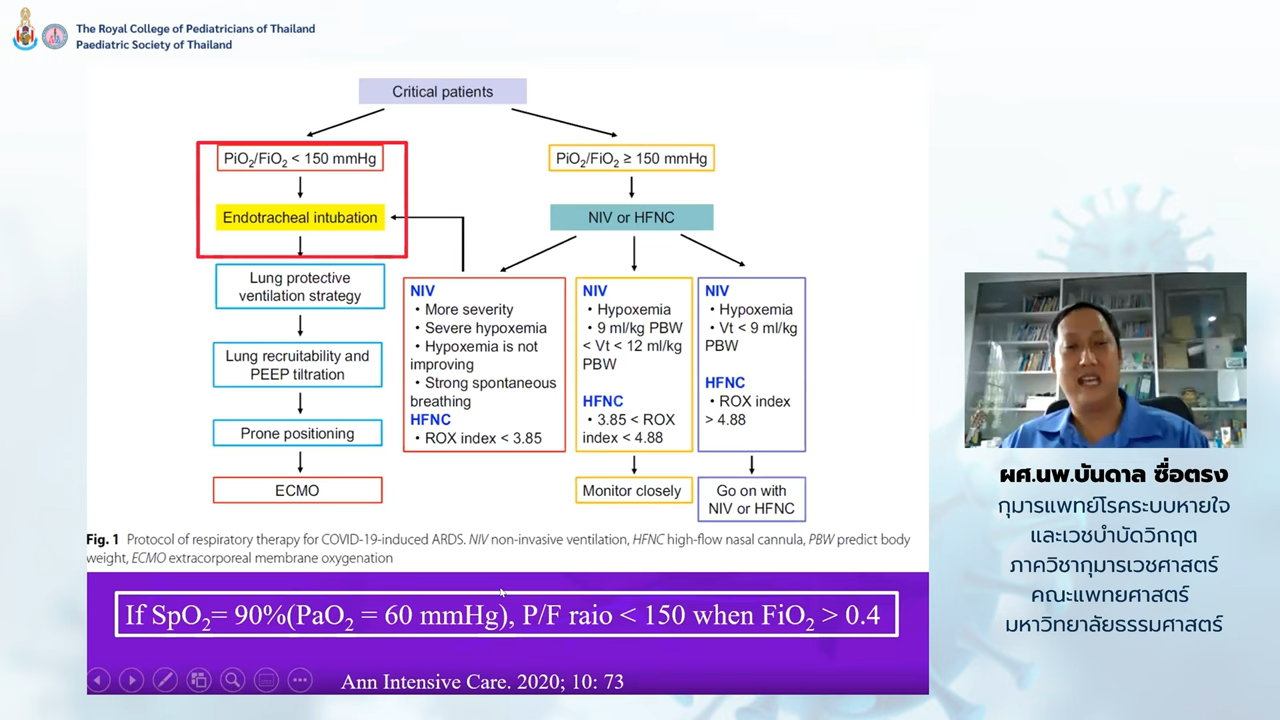 The Royal College of Pediatricians of Thailand
Paediatric Society of Thailand
Critical patients
PiO₂/FiO₂ < 150 mmHg
PiO₂/FiO₂ ≥ 150 mmHg
Endotracheal intubation
NIV or HFNC
Lung protective
ventilation strategy
Lung recruitability and
PEEP tiltration
Prone positioning
ECMO
NIV
• More severity
• Severe hypoxemia
• Hypoxemia is not
improving
• Strong spontaneous
breathing
HFNC
• ROX index < 3.85
NIV
• Hypoxemia
• 9 ml/kg PBW
< Vt < 12 ml/kg
PBW
HFNC
• 3.85 < ROX
index < 4.88
Monitor closely
NIV
• Hypoxemia
• Vt < 9 ml/kg
PBW
HFNC
• ROX index
> 4.88
Go on with
NIV or HFNC
Fig. 1 Protocol of respiratory therapy for COVID-19-induced ARDS. NIV non-invasive ventilation, HFNC high-flow nasal cannula, PBW predict body
weight, ECMO extracorporeal membrane oxygenation
If SpO₂= 90%(PaO₂ = 60 mmHg), P/F raio < 150 when FiO₂ > 0.4
Ann Intensive Care. 2020; 10: 73
ผศ.นพ.บันดาล ซื่อตรง
กุมารแพทย์โรคระบบหายใจ
และเวชบำบัดวิกฤต
ภาควิชากุมารเวชศาสตร์
คณะแพทยศาสตร์
มหาวิทยาลัยธรรมศาสตร์